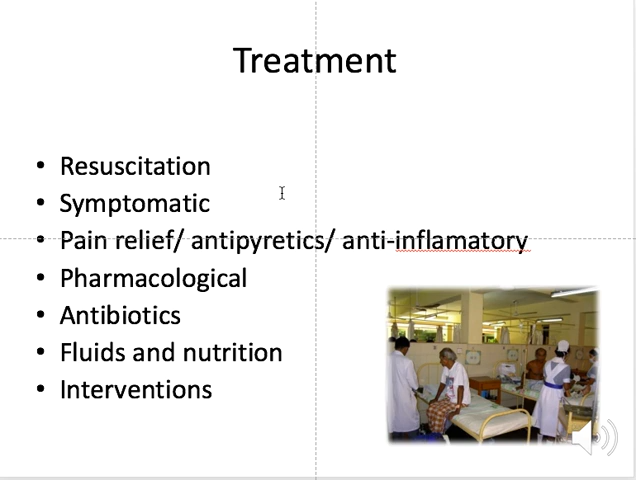 Treatment
• Resuscitation
• Symptomatic
• Pain relief/ antipyretics/ anti-inflamatory
• Pharmacological
• Antibiotics
• Fluids and nutrition
• Interventions